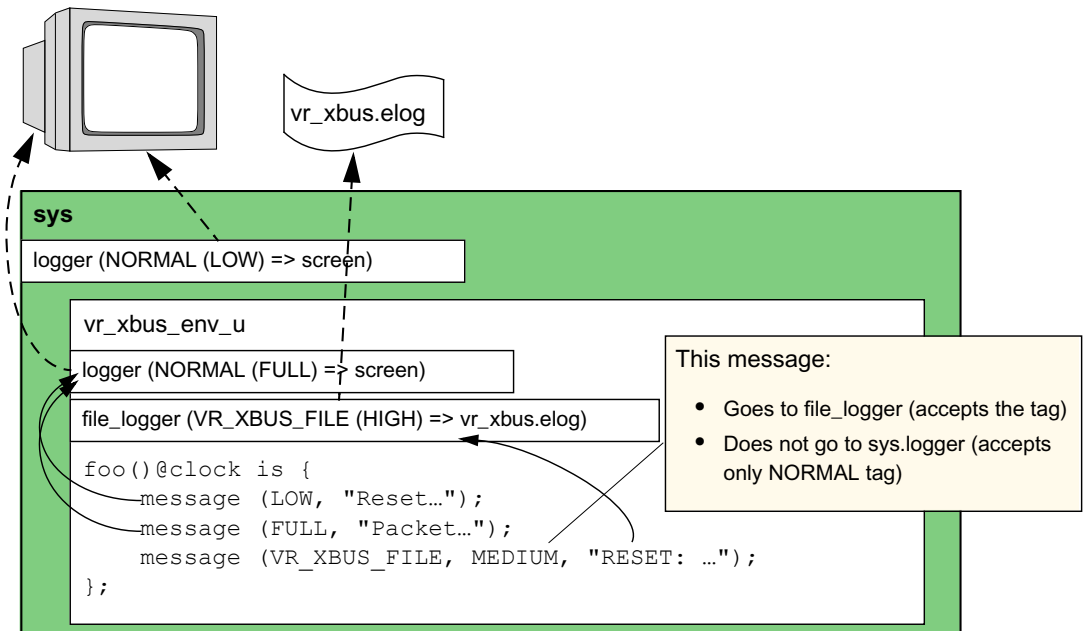 vr_xbus.elog
sys
logger (NORMAL (LOW) => screen)
vr_xbus_env_u
logger (NORMAL (FULL) => screen)
file_logger (VR_XBUS_FILE (HIGH) => vr_xbus.elog)
foo()@clock is {
message (LOW, "Reset…");
message (FULL, "Packet…");
message (VR_XBUS_FILE, MEDIUM, "RESET: …");
};
This message:
• Goes to file_logger (accepts the tag)
• Does not go to sys.logger (accepts
only NORMAL tag)